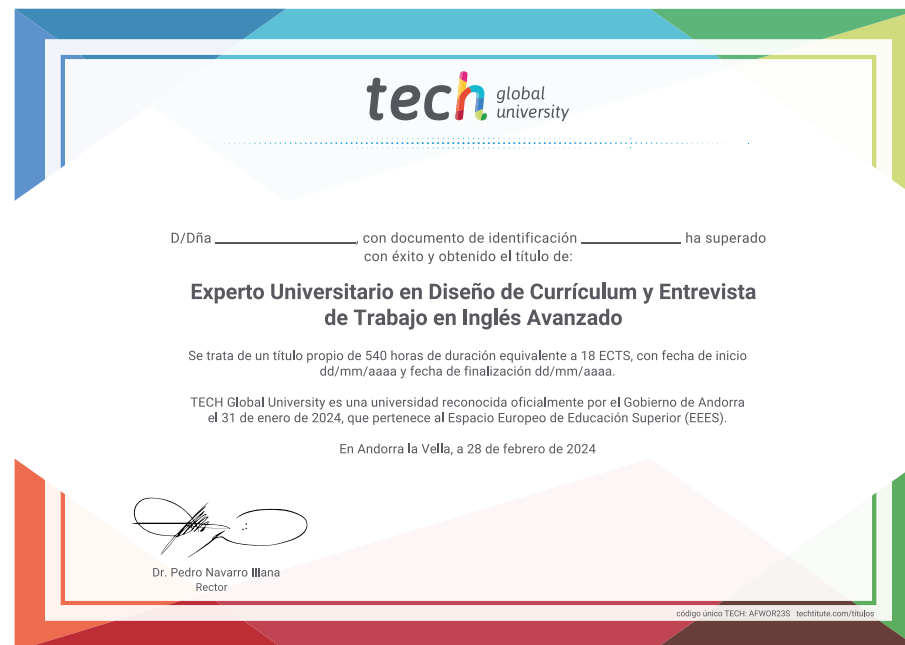 tech global university
D/Dña ____________, con documento de identificación ____________ ha superado
con éxito y obtenido el título de:
Experto Universitario en Diseño de Currículum y Entrevista
de Trabajo en Inglés Avanzado
Se trata de un título propio de 540 horas de duración equivalente a 18 ECTS, con fecha de inicio
dd/mm/aaaa y fecha de finalización dd/mm/aaaa.
TECH Global University es una universidad reconocida oficialmente por el Gobierno de Andorra
el 31 de enero de 2024, que pertenece al Espacio Europeo de Educación Superior (EEES).
En Andorra la Vella, a 28 de febrero de 2024
Dr. Pedro Navarro Illana
Rector
código único TECH: AFWOR23S techtitute.com/titulos